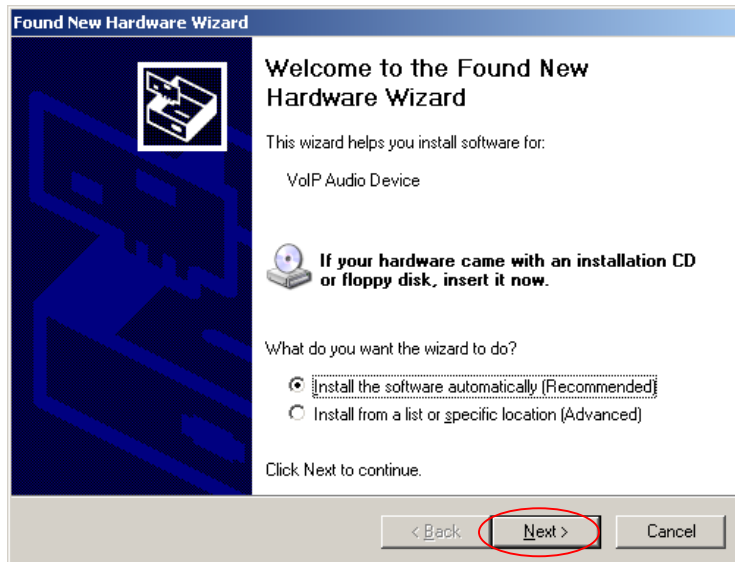 Found New Hardware Wizard
Welcome to the Found New
Hardware Wizard
This wizard helps you install software for:
VoIP Audio Device
If your hardware came with an installation CD
or floppy disk, insert it now.
What do you want the wizard to do?
Install the software automatically (Recommended)
Install from a list or specific location (Advanced)
Click Next to continue.
< Back Next > Cancel